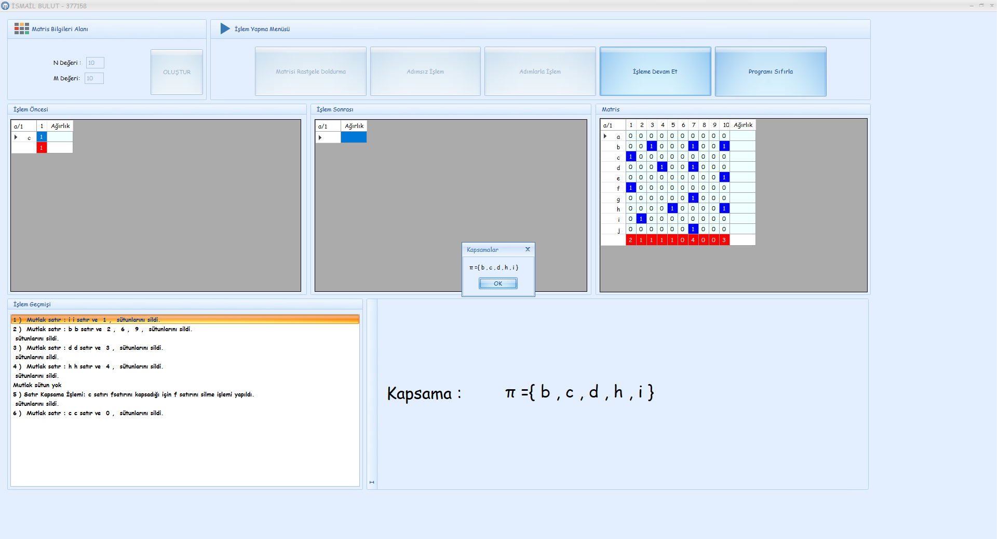 İSMAİL BULUT - 377158
Matris Bilgileri Alanı
N Değeri : 10
M Değeri: 10
OLUŞTUR
İşlem Yapma Menüsü
Matrisi Rastgele Doldurma
Adımsız İşlem
Adımlarla İşlem
İşleme Devam Et
Programı Sıfırla
İşlem Öncesi
a/1 1 Ağırlık
c 1
1
İşlem Sonrası
a/1 Ağırlık
Matris
a/1 1 2 3 4 5 6 7 8 9 10 Ağırlık
a 0 0 0 0 0 0 0 0 0 0
b 0 0 1 0 0 0 1 0 0 1
c 1 0 0 0 0 0 0 0 0 0
d 0 0 0 1 0 0 1 0 0 0
e 0 0 0 0 0 0 0 0 0 1
f 1 0 0 0 0 0 0 0 0 0
g 0 0 0 0 0 0 1 0 0 0
h 0 0 0 0 1 0 0 0 0 1
i 0 1 0 0 0 0 0 0 0 0
j 0 0 0 0 0 0 1 0 0 0
2 1 1 1 1 0 4 0 0 3
Kapsamalar
π ={ b , c , d , h , i }
OK
İşlem Geçmişi
1 ) Mutlak satır : i i satır ve 1 , sütunlarını sildi.
2 ) Mutlak satır : b b satır ve 2 , 6 , 9 , sütunlarını sildi.
sütunlarını sildi.
3 ) Mutlak satır : d d satır ve 3 , sütunlarını sildi.
sütunlarını sildi.
4 ) Mutlak satır : h h satır ve 4 , sütunlarını sildi.
sütunlarını sildi.
Mutlak sütun yok
5 ) Satır Kapsama İşlemi: c satırı fsatırını kapsadığı için f satırını silme işlemi yapıldı.
sütunlarını sildi.
6 ) Mutlak satır : c c satır ve 0 , sütunlarını sildi.
Kapsama : π ={ b , c , d , h , i }